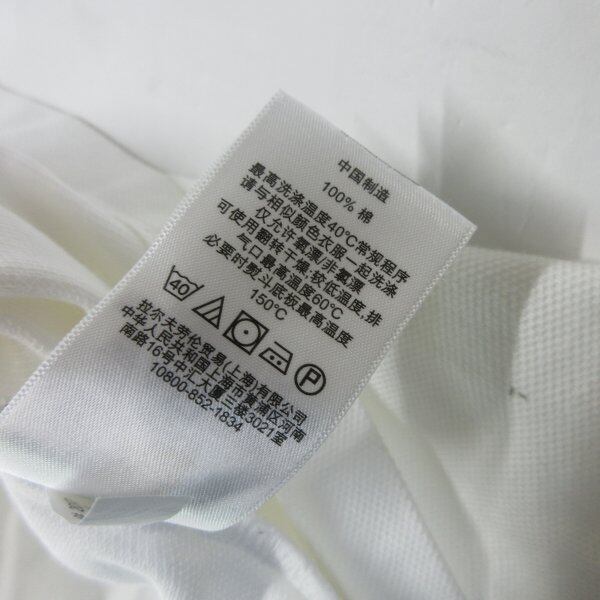 中国制造
100% 棉
最高洗涤温度40°C常规程序
请与相似颜色衣服一起洗涤
仅允许氧漂/非氯漂
可使用翻转干燥,较低温度,排
气口最高温度60°C
必要时熨斗底板最高温度
150°C
40
P
拉尔夫劳伦贸易(上海)有限公司
中华人民共和国上海市黄浦区河南
南路16号中汇大厦三楼3021室
10800-852-1834